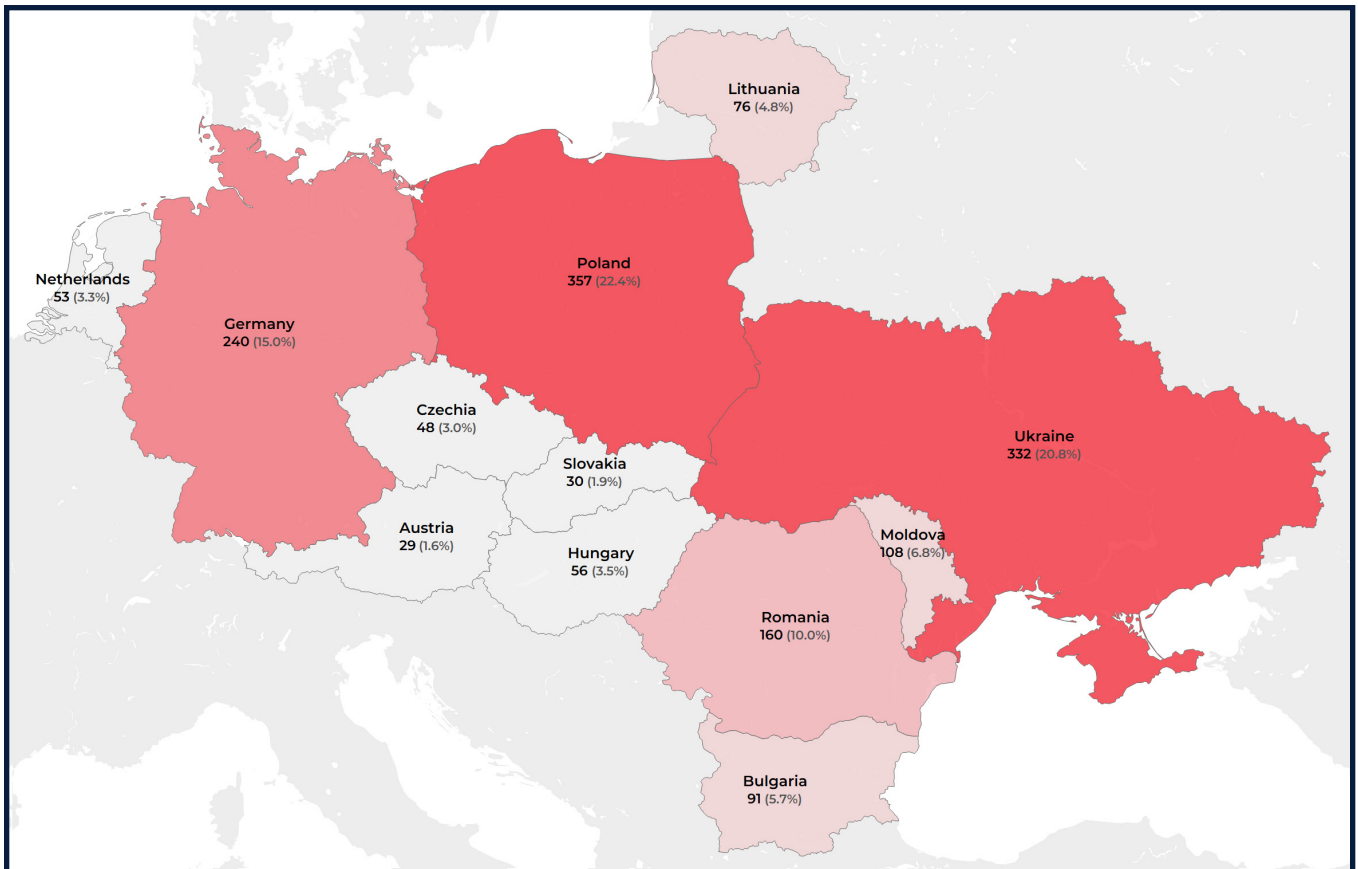 Lithuania
76 (4.8%)
Poland
357 (22.4%)
Netherlands
53 (3.3%)
Germany
240 (15.0%)
Czechia
48 (3.0%)
Ukraine
332 (20.8%)
Slovakia
30 (1.9%)
Austria
29 (1.6%)
Moldova
108 (6.8%)
Hungary
56 (3.5%)
Romania
160 (10.0%)
Bulgaria
91 (5.7%)